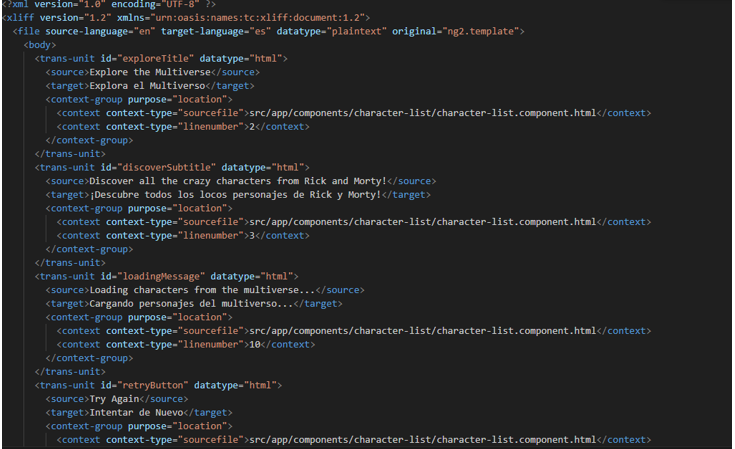 <?xml version="1.0" encoding="UTF-8" ?>
<xliff version="1.2" xmlns="urn:oasis:names:tc:xliff:document:1.2">
  <file source-language="en" target-language="es" datatype="plaintext" original="ng2.template">
    <body>
      <trans-unit id="exploreTitle" datatype="html">
        <source>Explore the Multiverse</source>
        <target>Explora el Multiverso</target>
        <context-group purpose="location">
          <context context-type="sourcefile">src/app/components/character-list/character-list.component.html</context>
          <context context-type="linenumber">2</context>
        </context-group>
      </trans-unit>
      <trans-unit id="discoverSubtitle" datatype="html">
        <source>Discover all the crazy characters from Rick and Morty!</source>
        <target>¡Descubre todos los locos personajes de Rick y Morty!</target>
        <context-group purpose="location">
          <context context-type="sourcefile">src/app/components/character-list/character-list.component.html</context>
          <context context-type="linenumber">3</context>
        </context-group>
      </trans-unit>
      <trans-unit id="loadingMessage" datatype="html">
        <source>Loading characters from the multiverse...</source>
        <target>Cargando personajes del multiverso...</target>
        <context-group purpose="location">
          <context context-type="sourcefile">src/app/components/character-list/character-list.component.html</context>
          <context context-type="linenumber">10</context>
        </context-group>
      </trans-unit>
      <trans-unit id="retryButton" datatype="html">
        <source>Try Again</source>
        <target>Intentar de Nuevo</target>
        <context-group purpose="location">
          <context context-type="sourcefile">src/app/components/character-list/character-list.component.html</context>